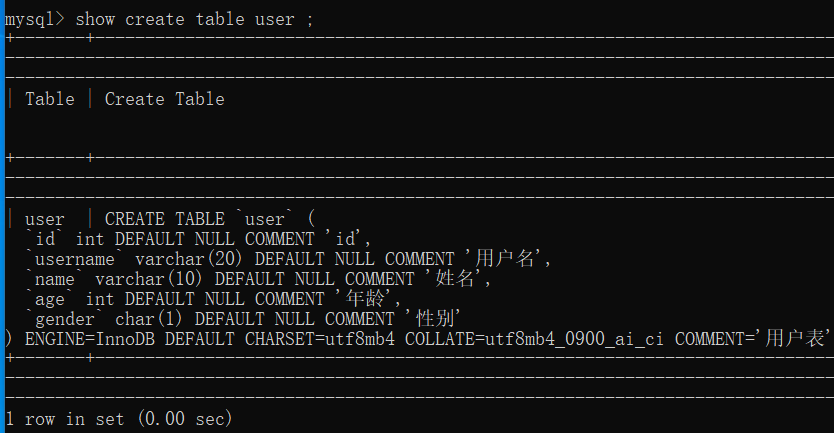 mysql> show create table user ;
+-------+--------------------------------------------------------------------------
-----------------------------------------------------------------------------------
-----------------------------------------------------------------------------------
| Table | Create Table
+-------+--------------------------------------------------------------------------
-----------------------------------------------------------------------------------
-----------------------------------------------------------------------------------
| user  | CREATE TABLE `user` (
  `id` int DEFAULT NULL COMMENT 'id',
  `username` varchar(20) DEFAULT NULL COMMENT '用户名',
  `name` varchar(10) DEFAULT NULL COMMENT '姓名',
  `age` int DEFAULT NULL COMMENT '年龄',
  `gender` char(1) DEFAULT NULL COMMENT '性别'
) ENGINE=InnoDB DEFAULT CHARSET=utf8mb4 COLLATE=utf8mb4_0900_ai_ci COMMENT='用户表'
+-------+--------------------------------------------------------------------------
-----------------------------------------------------------------------------------
-----------------------------------------------------------------------------------
1 row in set (0.00 sec)